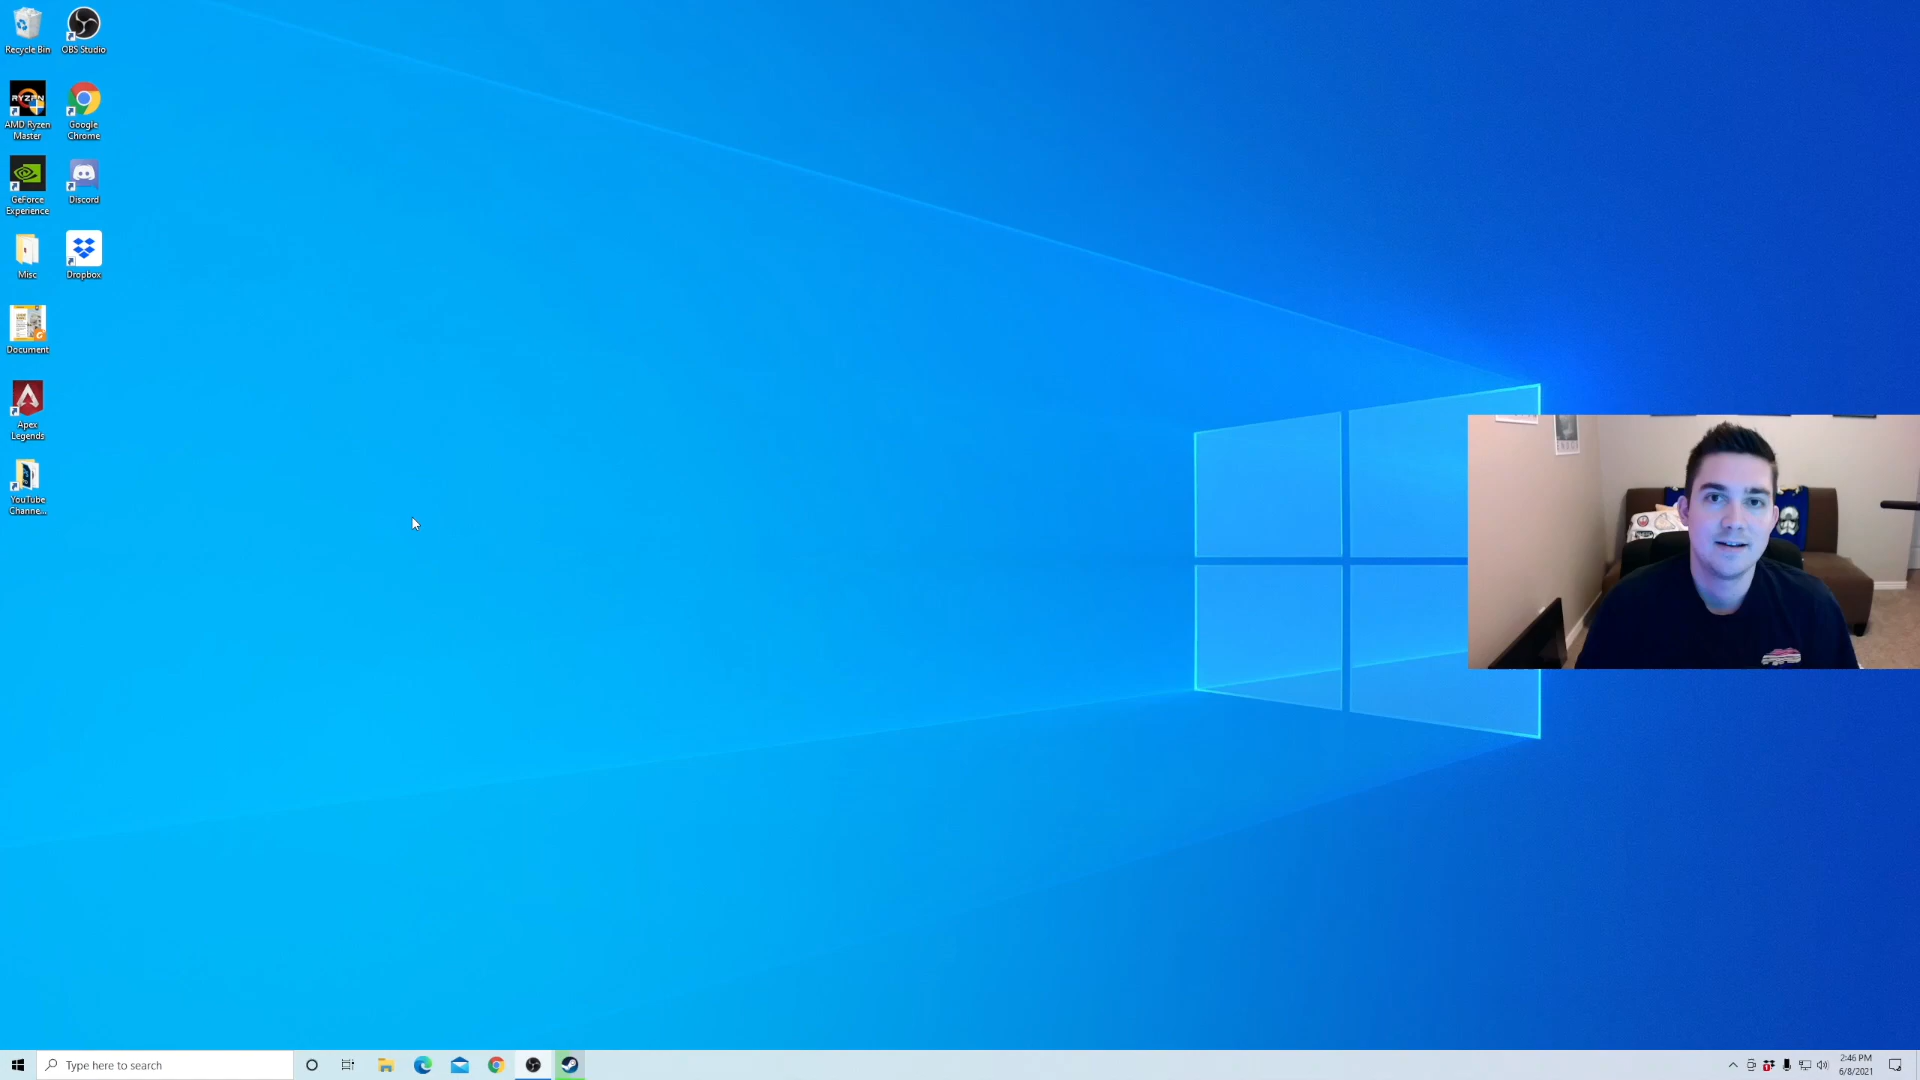 Recycle Bin
OBS Studio
RYZEN
AMD Ryzen
Master
Google
Chrome
GeForce
Experience
Discord
Misc
Dropbox
Document
Apex
Legends
YouTube
Channe...
Type here to search
2:46 PM
6/8/2021